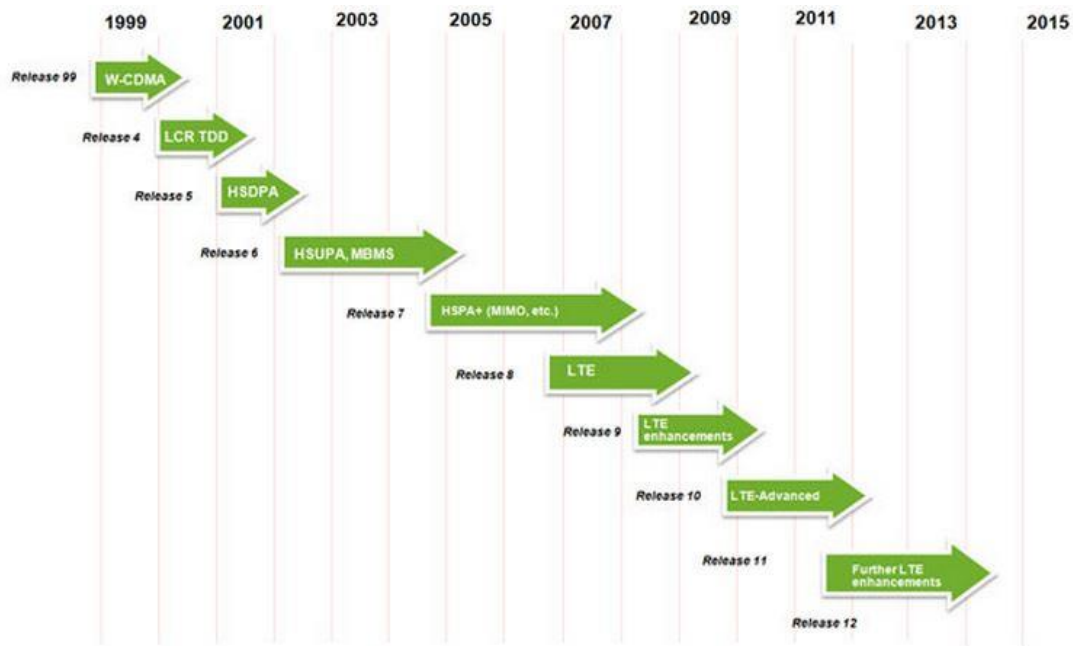 1999 2001 2003 2005 2007 2009 2011 2013 2015
Release 99 W-CDMA
Release 4 LCR TDD
Release 5 HSDPA
Release 6 HSUPA, MBMS
Release 7 HSPA+ (MIMO, etc.)
Release 8 LTE
Release 9 LTE
enhancements
Release 10 LTE-Advanced
Release 11
Further LTE
enhancements
Release 12